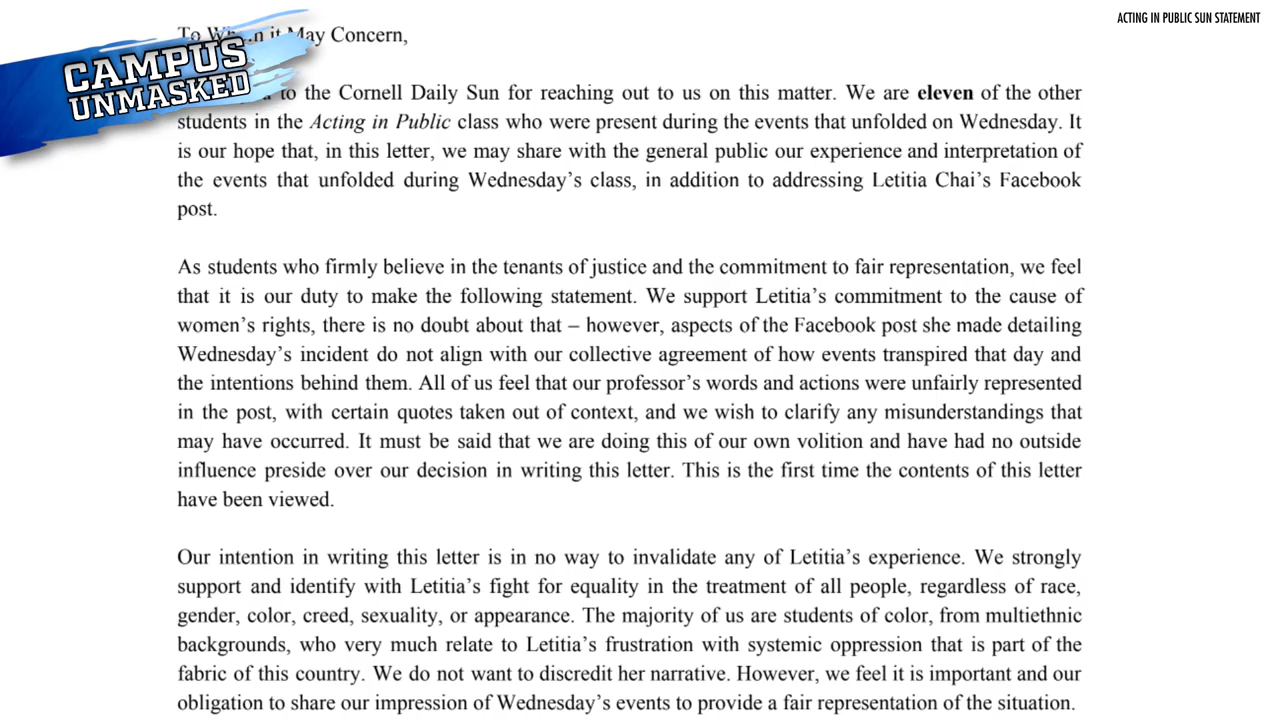 ACTING IN PUBLIC SUN STATEMENT
CAMPUS
UNMASKED
To it May Concern,
to the Cornell Daily Sun for reaching out to us on this matter. We are eleven of the other
students in the Acting in Public class who were present during the events that unfolded on Wednesday. It
is our hope that, in this letter, we may share with the general public our experience and interpretation of
the events that unfolded during Wednesday’s class, in addition to addressing Letitia Chai’s Facebook
post.
As students who firmly believe in the tenants of justice and the commitment to fair representation, we feel
that it is our duty to make the following statement. We support Letitia’s commitment to the cause of
women’s rights, there is no doubt about that – however, aspects of the Facebook post she made detailing
Wednesday’s incident do not align with our collective agreement of how events transpired that day and
the intentions behind them. All of us feel that our professor’s words and actions were unfairly represented
in the post, with certain quotes taken out of context, and we wish to clarify any misunderstandings that
may have occurred. It must be said that we are doing this of our own volition and have had no outside
influence preside over our decision in writing this letter. This is the first time the contents of this letter
have been viewed.
Our intention in writing this letter is in no way to invalidate any of Letitia’s experience. We strongly
support and identify with Letitia’s fight for equality in the treatment of all people, regardless of race,
gender, color, creed, sexuality, or appearance. The majority of us are students of color, from multiethnic
backgrounds, who very much relate to Letitia’s frustration with systemic oppression that is part of the
fabric of this country. We do not want to discredit her narrative. However, we feel it is important and our
obligation to share our impression of Wednesday’s events to provide a fair representation of the situation.